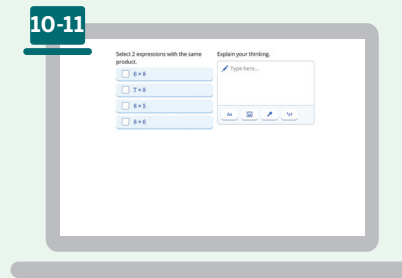 10-11
Select 2 expressions with the same
product.
6 × 8
7 × 8
8 × 5
8 × 6
Explain your thinking.
Type here...
Aa